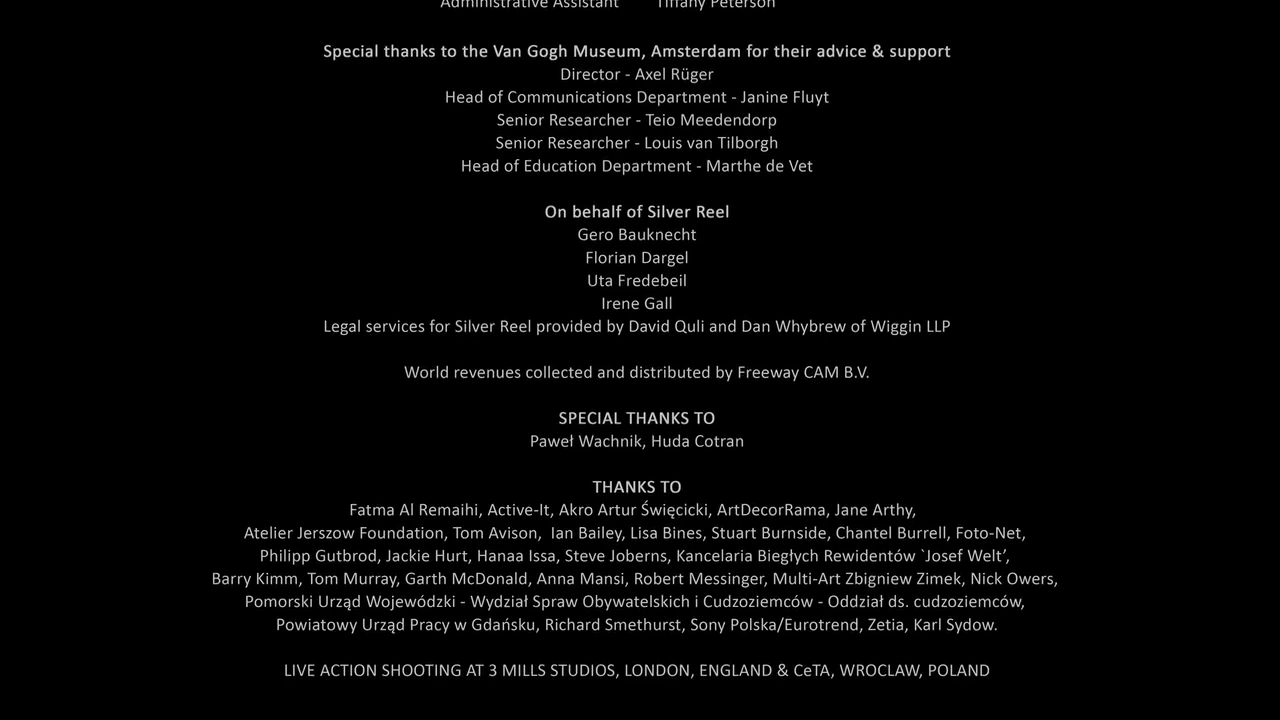 Administrative Assistant Tiffany Peterson
Special thanks to the Van Gogh Museum, Amsterdam for their advice & support
Director - Axel Rüger
Head of Communications Department - Janine Fluyt
Senior Researcher - Teio Meedendorp
Senior Researcher - Louis van Tilborgh
Head of Education Department - Marthe de Vet
On behalf of Silver Reel
Gero Bauknecht
Florian Dargel
Uta Fredebeil
Irene Gall
Legal services for Silver Reel provided by David Quli and Dan Whybrew of Wiggin LLP
World revenues collected and distributed by Freeway CAM B.V.
SPECIAL THANKS TO
Paweł Wachnik, Huda Cotran
THANKS TO
Fatma Al Remaihi, Active-It, Akro Artur Święcicki, ArtDecorRama, Jane Arthy,
Atelier Jerszow Foundation, Tom Avison, Ian Bailey, Lisa Bines, Stuart Burnside, Chantel Burrell, Foto-Net,
Philipp Gutbrod, Jackie Hurt, Hanaa Issa, Steve Joberns, Kancelaria Biegłych Rewidentów `Josef Welt’,
Barry Kimm, Tom Murray, Garth McDonald, Anna Mansi, Robert Messinger, Multi-Art Zbigniew Zimek, Nick Owers,
Pomorski Urząd Wojewódzki - Wydział Spraw Obywatelskich i Cudzoziemców - Oddział ds. cudzoziemców,
Powiatowy Urząd Pracy w Gdańsku, Richard Smethurst, Sony Polska/Eurotrend, Zetia, Karl Sydow.
LIVE ACTION SHOOTING AT 3 MILLS STUDIOS, LONDON, ENGLAND & CeTA, WROCLAW, POLAND